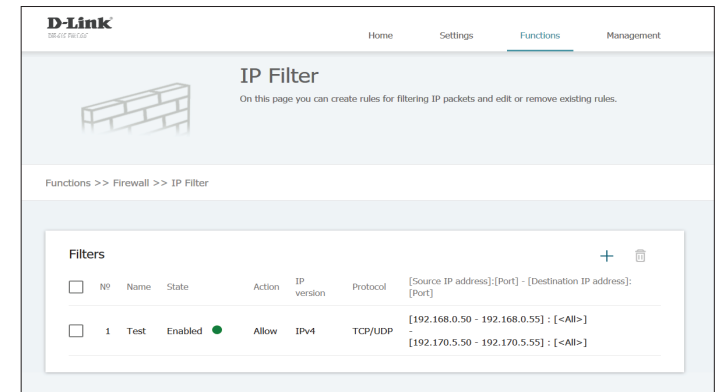 D-Link
Home Settings Functions Management
IP Filter
On this page you can create rules for filtering IP packets and edit or remove existing rules.
Functions >> Firewall >> IP Filter
Filters
№ Name State Action IP version Protocol [Source IP address]:[Port] - [Destination IP address]:[Port]
1 Test Enabled Allow IPv4 TCP/UDP [192.168.0.50 - 192.168.0.55] : [<All>]
-
[192.170.5.50 - 192.170.5.55] : [<All>]